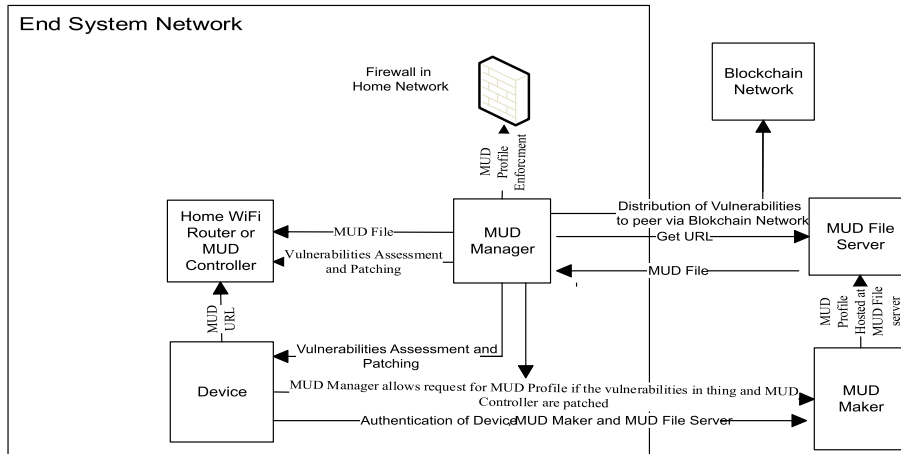 End System Network
Firewall in
Home Network
Blockchain
Network
MUD
Profile
Enforcment
Home WiFi
Router or
MUD
Controller
MUD File
Vulnerabilities Assessment
and Patching
MUD
Manager
Distribution of Vulnerabilities
to peer via Blokchain Network
Get URL
MUD File
MUD File
Server
MUD
URL
MUD
Profile
Hosted at
MUD File
server
Vulnerabilities Assessment and
Patching
Device
MUD Manager allows request for MUD Profile if the vulnerabilities in thing and MUD
Controller are patched
Authentication of Device, MUD Maker and MUD File Server
MUD
Maker